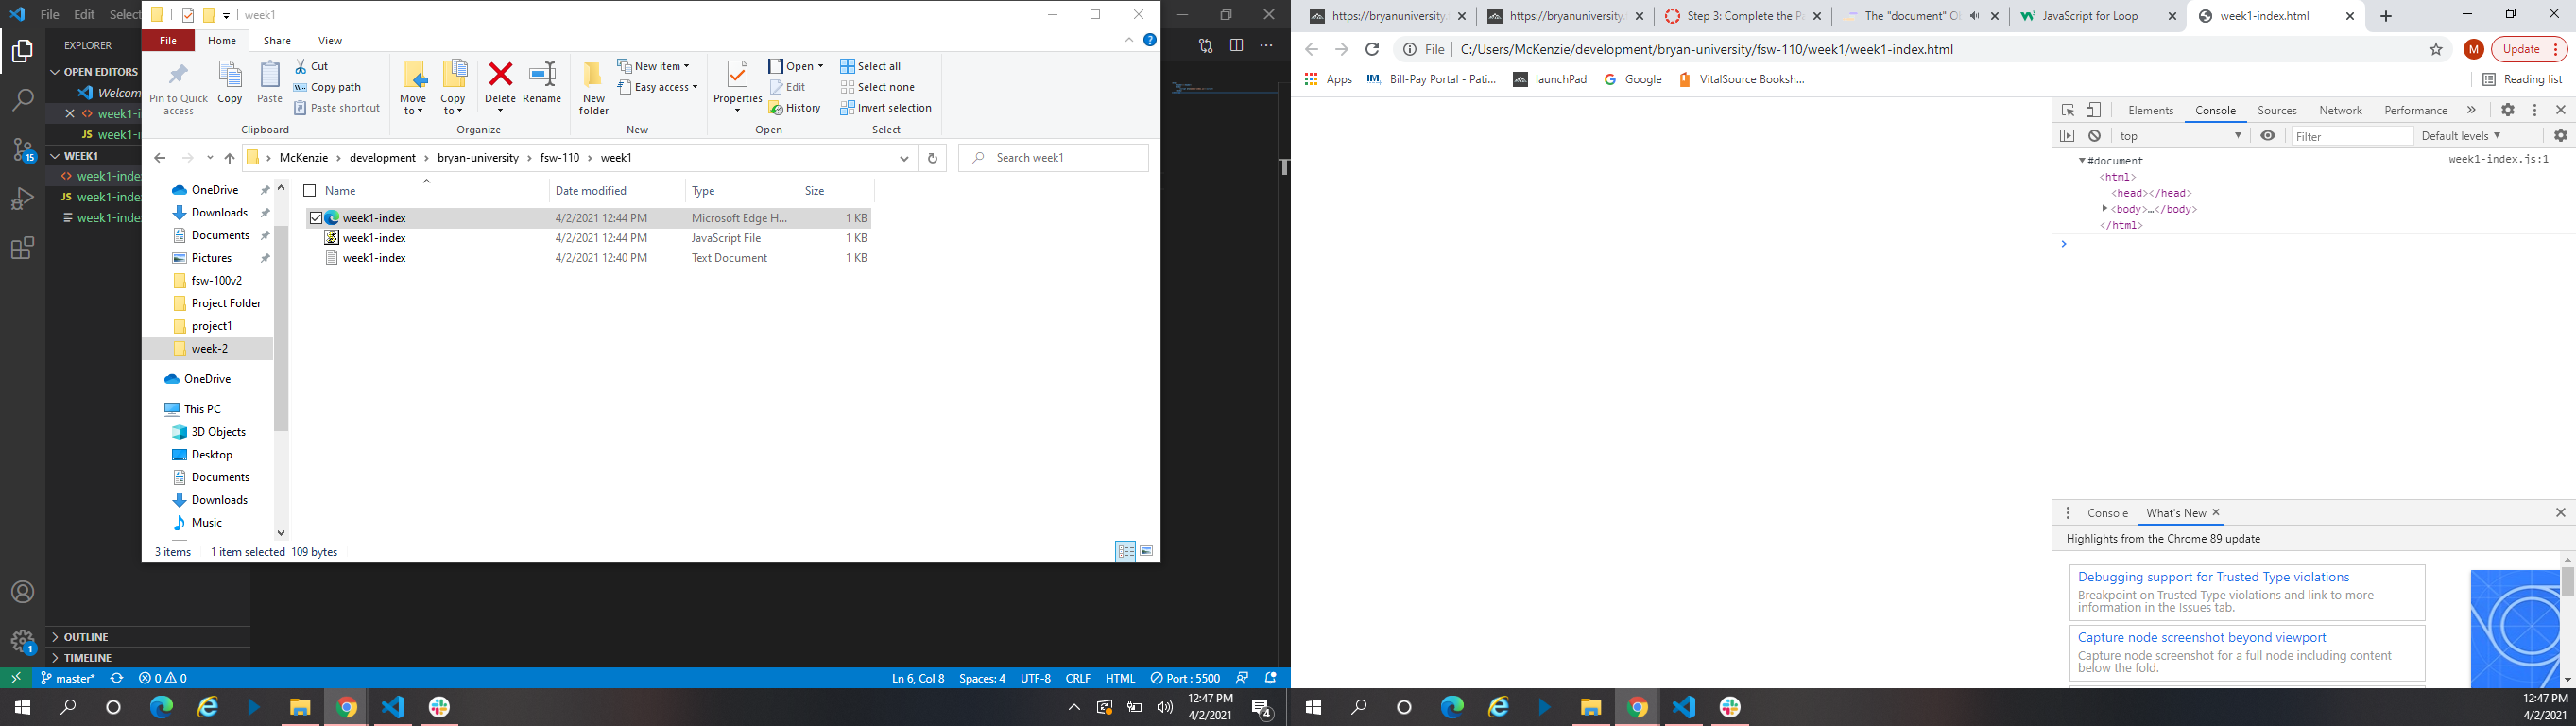 File Edit Select
EXPLORER
OPEN EDITORS
Welcom
week1-i
JS week1-i
WEEK1
week1-index
JS week1-index
week1-index
15
1
OUTLINE
TIMELINE
master* 0 0
Ln 6, Col 8 Spaces: 4 UTF-8 CRLF HTML Port : 5500
week1
File Home Share View
Pin to Quick access
Copy
Paste
Cut
Copy path
Paste shortcut
Clipboard
Move to
Copy to
Delete
Rename
Organize
New folder
New item
Easy access
New
Properties
Open
Edit
History
Open
Select all
Select none
Invert selection
Select
McKenzie > development > bryan-university > fsw-110 > week1
Search week1
Name Date modified Type Size
week1-index 4/2/2021 12:44 PM Microsoft Edge H... 1 KB
week1-index 4/2/2021 12:44 PM JavaScript File 1 KB
week1-index 4/2/2021 12:40 PM Text Document 1 KB
OneDrive
Downloads
Documents
Pictures
fsw-100v2
Project Folder
project1
week-2
OneDrive
This PC
3D Objects
Desktop
Documents
Downloads
Music
3 items 1 item selected 109 bytes
12:47 PM
4/2/2021
4
https://bryanuniversity. https://bryanuniversity. Step 3: Complete the P The "document" O JavaScript for Loop week1-index.html
File C:/Users/McKenzie/development/bryan-university/fsw-110/week1/week1-index.html
M Update
Apps Bill-Pay Portal - Pati... launchPad Google VitalSource Booksh... Reading list
Elements Console Sources Network Performance »
top Filter Default levels
#document week1-index.js:1
<html>
<head></head>
<body>…</body>
</html>
Console What's New
Highlights from the Chrome 89 update
Debugging support for Trusted Type violations
Breakpoint on Trusted Type violations and link to more
information in the Issues tab.
Capture node screenshot beyond viewport
Capture node screenshot for a full node including content
below the fold.
12:47 PM
4/2/2021